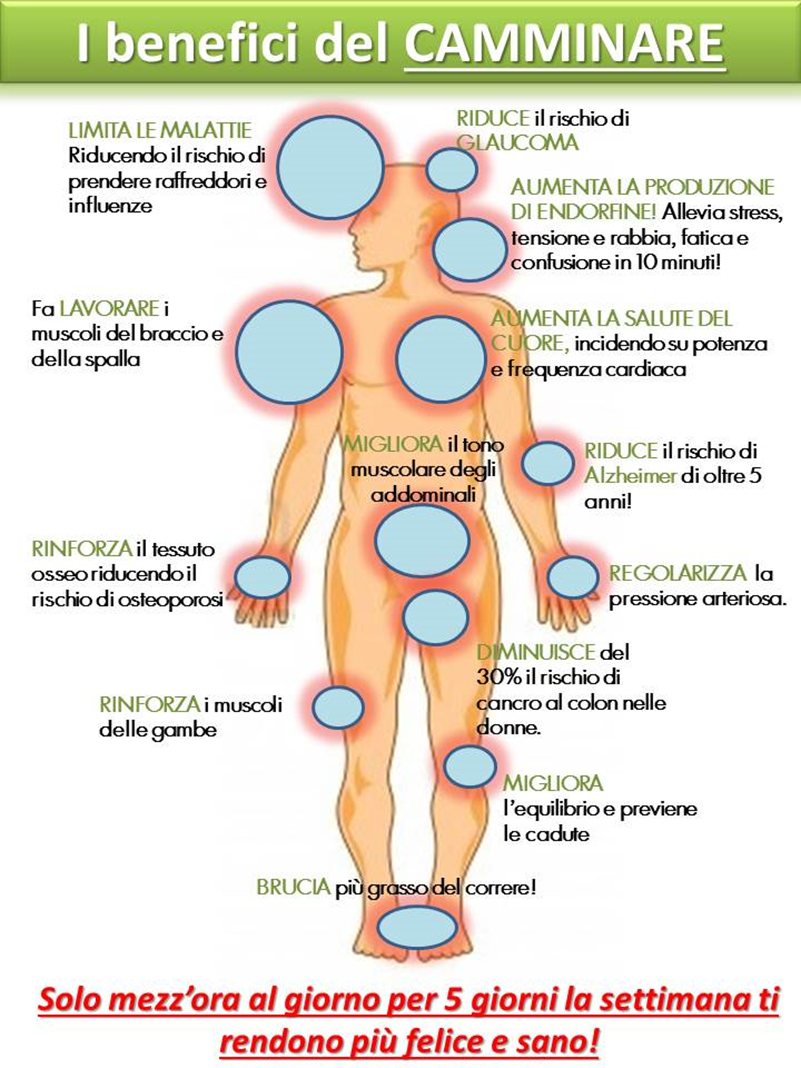 I benefici del CAMMINARE
LIMITA LE MALATTIE
Riducendo il rischio di
prendere raffreddori e
influenze
RIDUCE il rischio di
GLAUCOMA
AUMENTA LA PRODUZIONE
DI ENDORFINE! Allevia stress,
tensione e rabbia, fatica e
confusione in 10 minuti!
Fa LAVORARE i
muscoli del braccio e
della spalla
AUMENTA LA SALUTE DEL
CUORE, incidendo su potenza
e frequenza cardiaca
MIGLIORA il tono
muscolare degli
addominali
RIDUCE il rischio di
Alzheimer di oltre 5
anni!
RINFORZA il tessuto
osseo riducendo il
rischio di osteoporosi
REGOLARIZZA la
pressione arteriosa.
DIMINUISCE del
30% il rischio di
cancro al colon nelle
donne.
RINFORZA i muscoli
delle gambe
MIGLIORA
l'equilibrio e previene
le cadute
BRUCIA più grasso del correre!
Solo mezz'ora al giorno per 5 giorni la settimana ti
rendono più felice e sano!